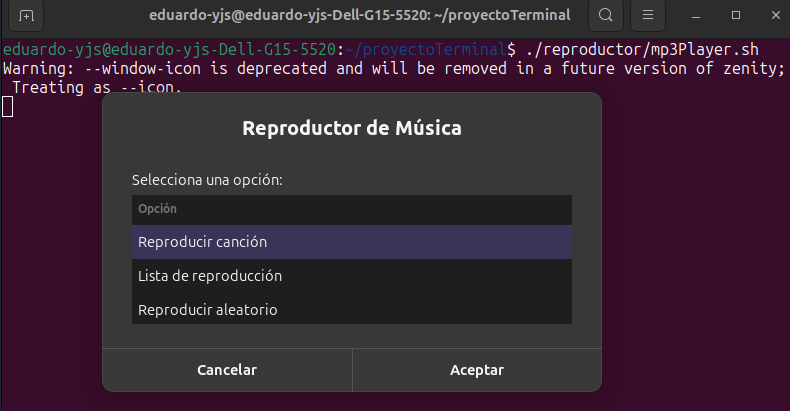 eduardo-yjs@eduardo-yjs-Dell-G15-5520: ~/proyectoTerminal
eduardo-yjs@eduardo-yjs-Dell-G15-5520:~/proyectoTerminal$ ./reproductor/mp3Player.sh
Warning: --window-icon is deprecated and will be removed in a future version of zenity;
Treating as --icon.
Reproductor de Música
Selecciona una opción:
Opción
Reproducir canción
Lista de reproducción
Reproducir aleatorio
Cancelar
Aceptar